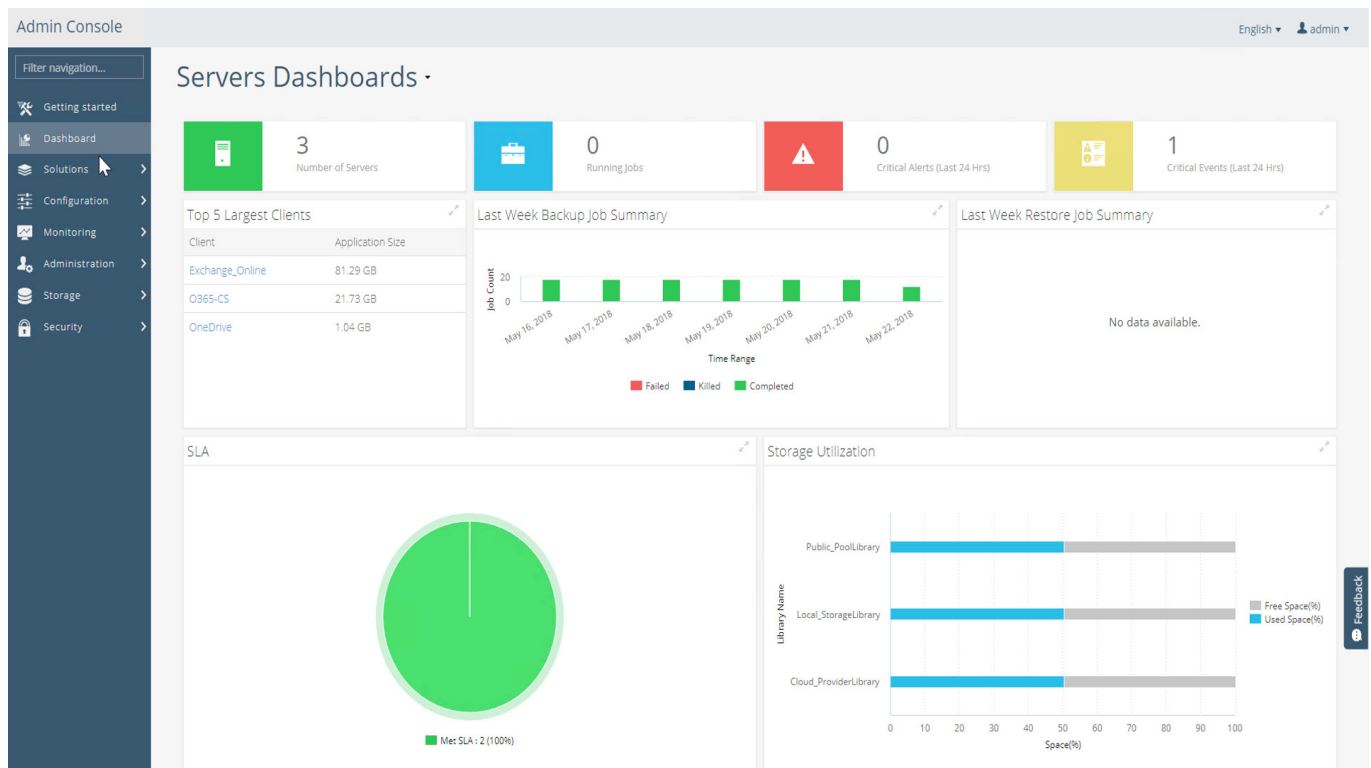 Admin Console
English
admin
Filter navigation...
Getting started
Dashboard
Solutions
Configuration
Monitoring
Administration
Storage
Security
Servers Dashboards
3
Number of Servers
0
Running Jobs
0
Critical Alerts (Last 24 Hrs)
1
Critical Events (Last 24 Hrs)
Top 5 Largest Clients
Client Application Size
Exchange_Online 81.29 GB
O365-CS 21.73 GB
OneDrive 1.04 GB
Last Week Backup Job Summary
Job Count
20
0
May 16, 2018
May 17, 2018
May 18, 2018
May 19, 2018
May 20, 2018
May 21, 2018
May 22, 2018
Time Range
Failed Killed Completed
Last Week Restore Job Summary
No data available.
SLA
Met SLA : 2 (100%)
Storage Utilization
Library Name
Public_PoolLibrary
Local_StorageLibrary
Cloud_ProviderLibrary
0 10 20 30 40 50 60 70 80 90 100
Space(%)
Free Space(%)
Used Space(%)
Feedback